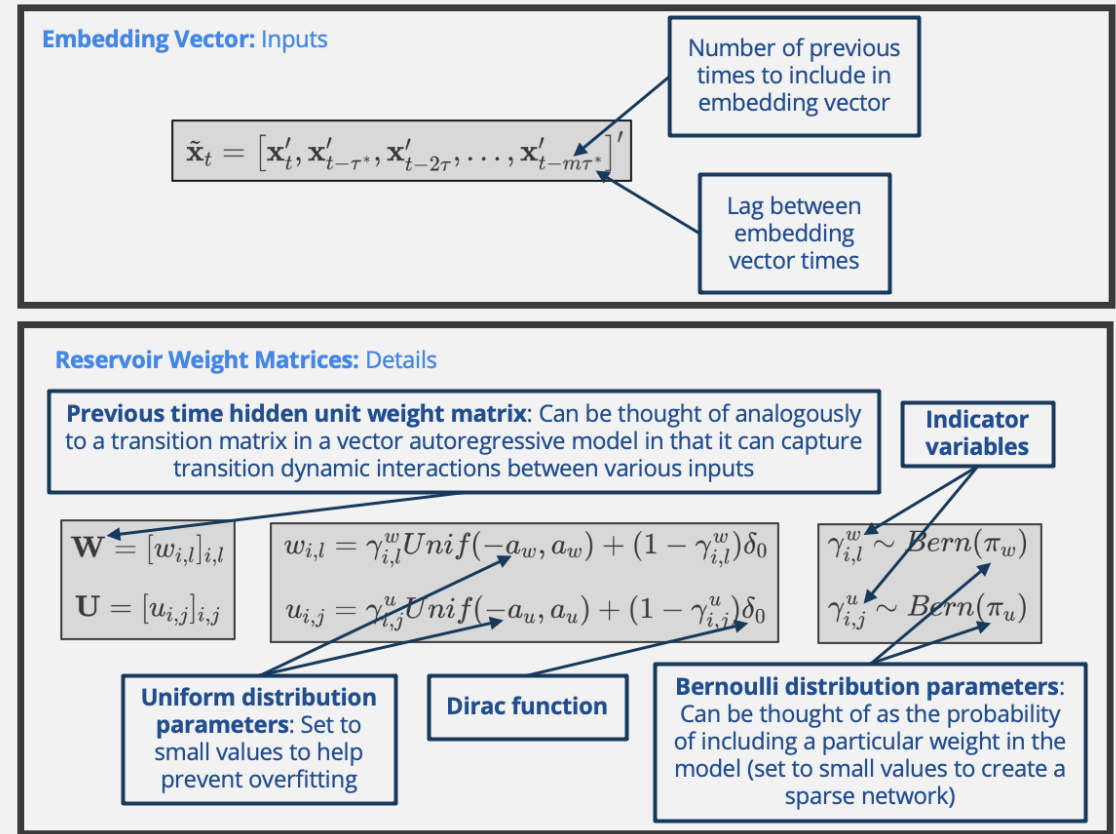 Embedding Vector: Inputs
Number of previous
times to include in
embedding vector
x̃ₜ = [x′ₜ, x′ₜ₋τ*, x′ₜ₋₂τ, . . . , x′ₜ₋ₘτ*]′
Lag between
embedding
vector times
Reservoir Weight Matrices: Details
Previous time hidden unit weight matrix: Can be thought of analogously
to a transition matrix in a vector autoregressive model in that it can capture
transition dynamic interactions between various inputs
Indicator
variables
W = [w_{i,l}]_{i,l}
U = [u_{i,j}]_{i,j}
w_{i,l} = γ^w_{i,l} Unif(−a_w, a_w) + (1 − γ^w_{i,l})δ_0
u_{i,j} = γ^u_{i,j} Unif(−a_u, a_u) + (1 − γ^u_{i,j})δ_0
γ^w_{i,l} ∼ Bern(π_w)
γ^u_{i,j} ∼ Bern(π_u)
Uniform distribution
parameters: Set to
small values to help
prevent overfitting
Dirac function
Bernoulli distribution parameters:
Can be thought of as the probability
of including a particular weight in the
model (set to small values to create a
sparse network)